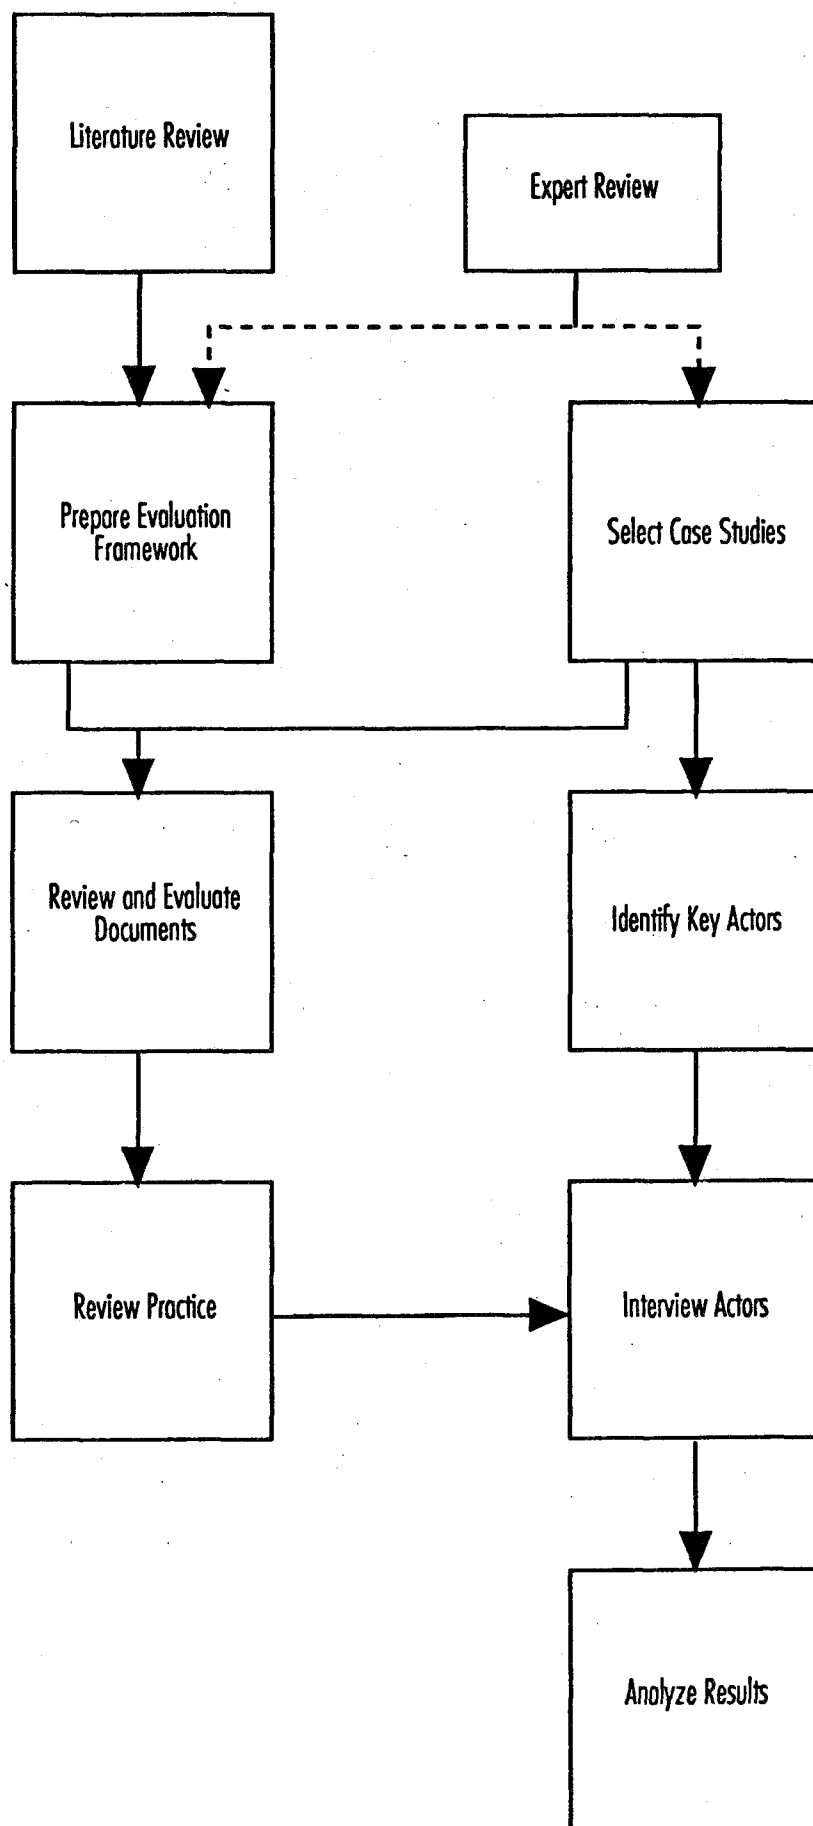 Literature Review
Expert Review
Prepare Evaluation
Framework
Select Case Studies
Review and Evaluate
Documents
Identify Key Actors
Review Practice
Interview Actors
Analyze Results